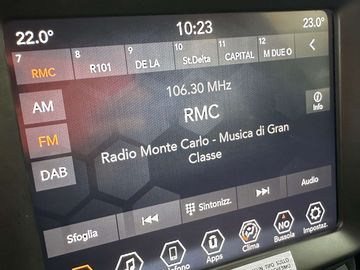 22.0° 10:23 23.0°
7 8 9 10 11 12
RMC R101 DE LA St.Delta CAPITAL M DUE O
AM
106.30 MHz
RMC
Info
FM
Radio Monte Carlo - Musica di Gran
Classe
DAB
Sfoglia Sintonizz. Audio
Apps Clima Bussola Impostaz.
NO